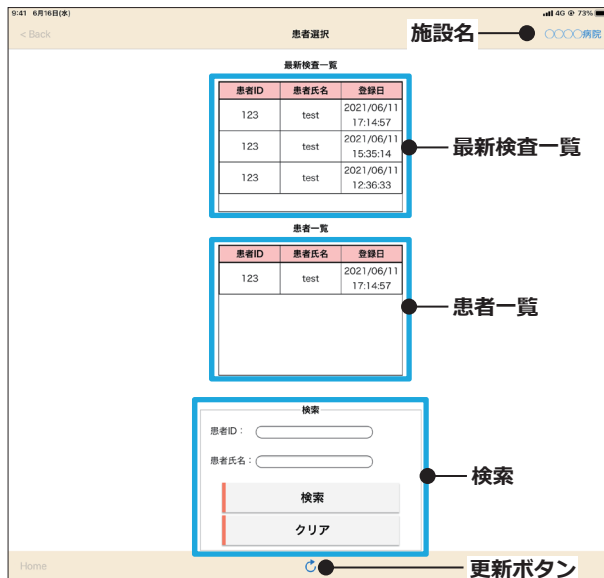 9:41 6月16日(水)
4G 73%
< Back
患者選択
施設名
〇〇〇〇病院
最新検査一覧
患者ID 患者氏名 登録日
123 test 2021/06/11
17:14:57
123 test 2021/06/11
15:35:14
123 test 2021/06/11
12:36:33
最新検査一覧
患者一覧
患者ID 患者氏名 登録日
123 test 2021/06/11
17:14:57
患者一覧
検索
患者ID：
患者氏名：
検索
クリア
検索
Home
更新ボタン